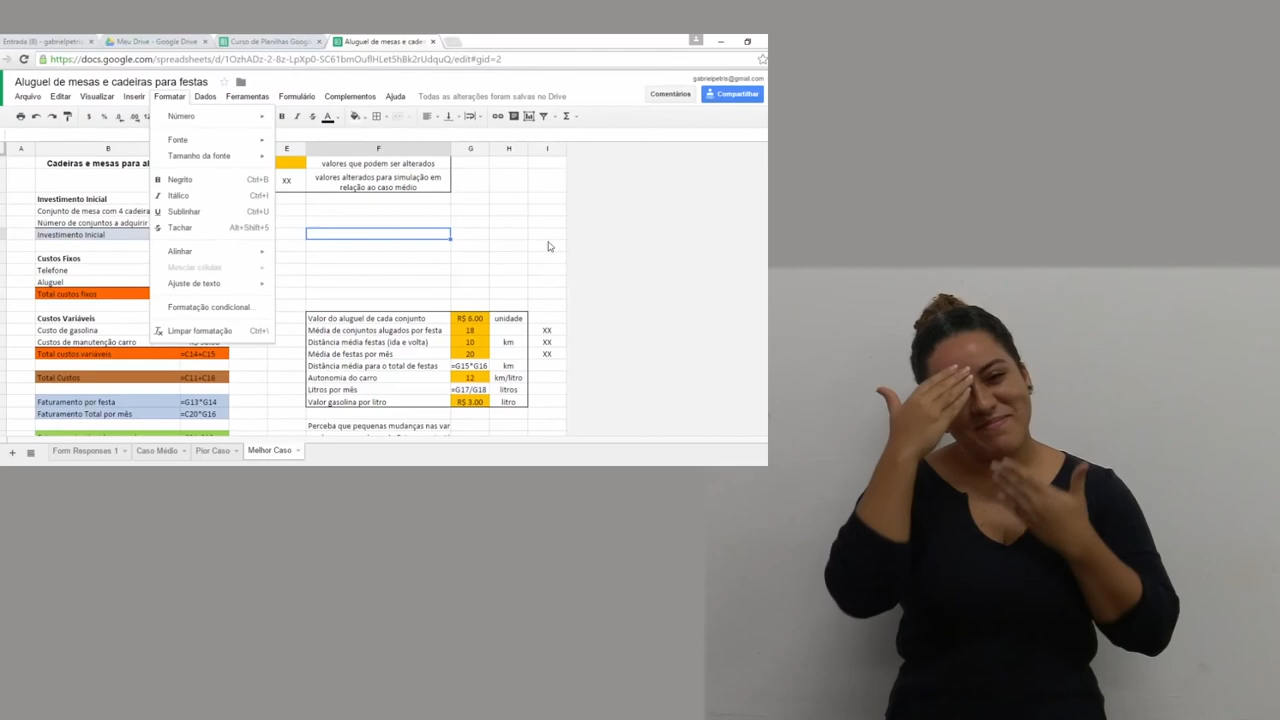 Entrada (8) - gabrielpetris
Meu Drive - Google Drive
Curso de Planilhas Googl
Aluguel de mesas e cadei
https://docs.google.com/spreadsheets/d/1OzhADz-2-8z-LpXp0-SC61bmOuflHLet5hBk2rUdquQ/edit#gid=2
Aluguel de mesas e cadeiras para festas
gabrielpetris@gmail.com
Arquivo Editar Visualizar Inserir Formatar Dados Ferramentas Formulário Complementos Ajuda Todas as alterações foram salvas no Drive
Comentários Compartilhar
Número
Fonte
Tamanho da fonte
Negrito Ctrl+B
Itálico Ctrl+I
Sublinhar Ctrl+U
Tachar Alt+Shift+5
Alinhar
Mesclar células
Ajuste de texto
Formatação condicional...
Limpar formatação Ctrl+\
A B E F G H I
Cadeiras e mesas para al
valores que podem ser alterados
XX valores alterados para simulação em
relação ao caso médio
Investimento Inicial
Conjunto de mesa com 4 cadeira
Número de conjuntos a adquirir
Investimento Inicial
Custos Fixos
Telefone
Aluguel
Total custos fixos
Custos Variáveis
Custo de gasolina
Custos de manutenção carro
Total custos variáveis =C14+C15
Total Custos =C11+C16
Faturamento por festa =G13*G14
Faturamento Total por mês =C20*G16
Valor do aluguel de cada conjunto R$ 6.00 unidade
Média de conjuntos alugados por festa 18 XX
Distância média festas (ida e volta) 10 km XX
Média de festas por mês 20 XX
Distância média para o total de festas =G15*G16 km
Autonomia do carro 12 km/litro
Litros por mês =G17/G18 litros
Valor gasolina por litro R$ 3.00 litro
Perceba que pequenas mudanças nas var
Form Responses 1 Caso Médio Pior Caso Melhor Caso